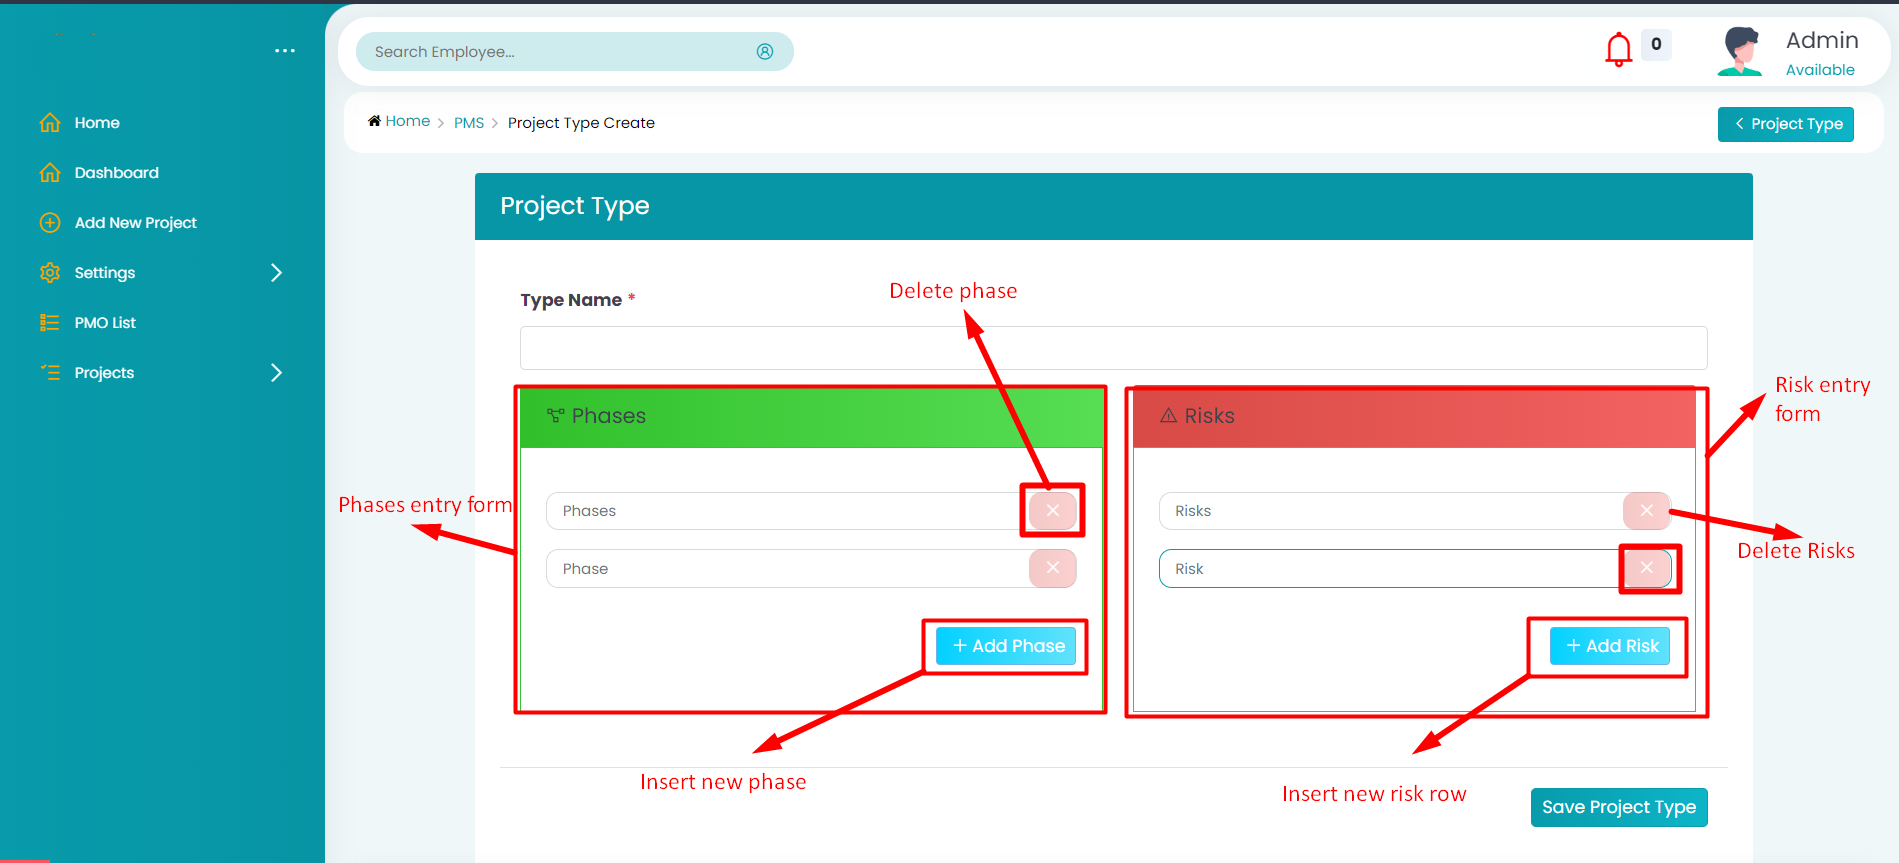 Search Employee...
0
Admin
Available
Home
Dashboard
Add New Project
Settings
PMO List
Projects
Home > PMS > Project Type Create
Project Type
Project Type
Delete phase
Type Name *
Risk entry
form
Phases
Risks
Phases entry form
Phases
Risks
Delete Risks
Phase
Risk
+ Add Phase
+ Add Risk
Insert new phase
Insert new risk row
Save Project Type